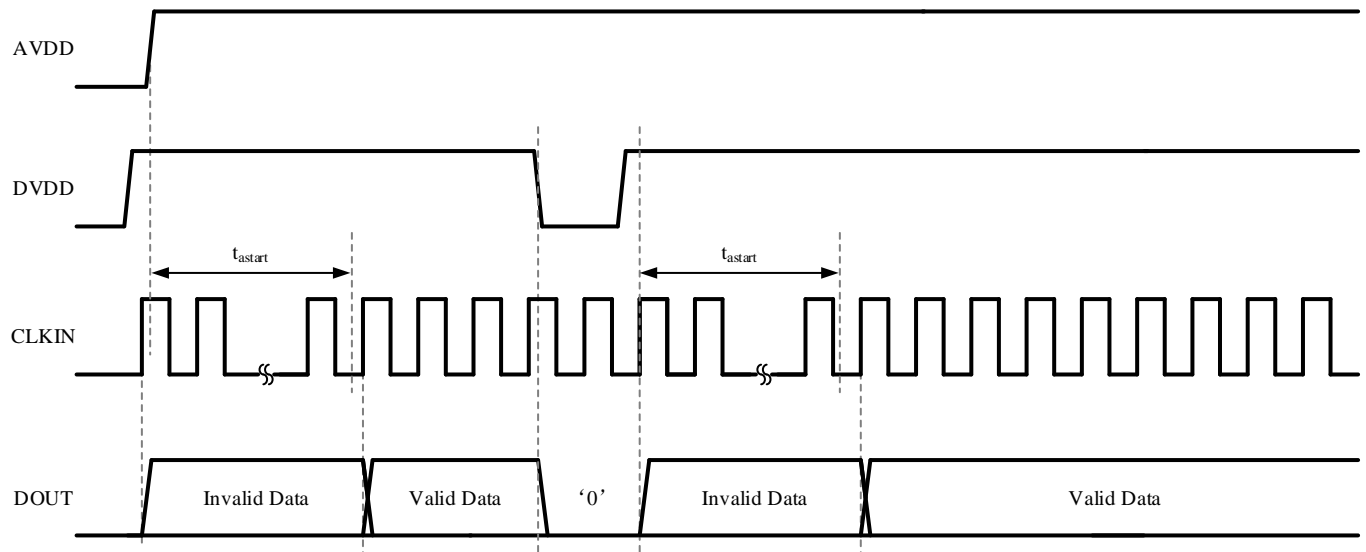 AVDD
DVDD
tastart
tastart
CLKIN
DOUT
Invalid Data
Valid Data
‘0’
Invalid Data
Valid Data